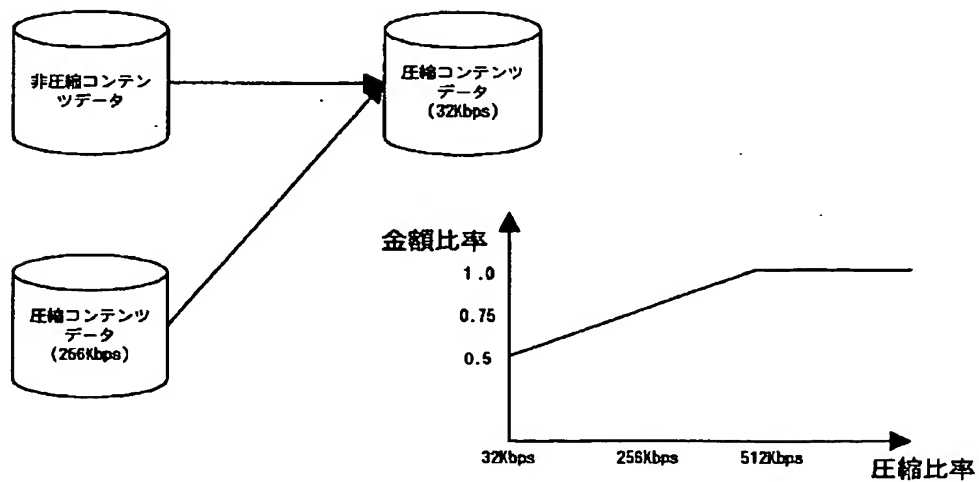 非圧縮コンテン
ツデータ
圧縮コンテンツ
データ
(32Kbps)
圧縮コンテンツ
データ
(256Kbps)
金額比率
1.0
0.75
0.5
32Kbps
256Kbps
512Kbps
圧縮比率